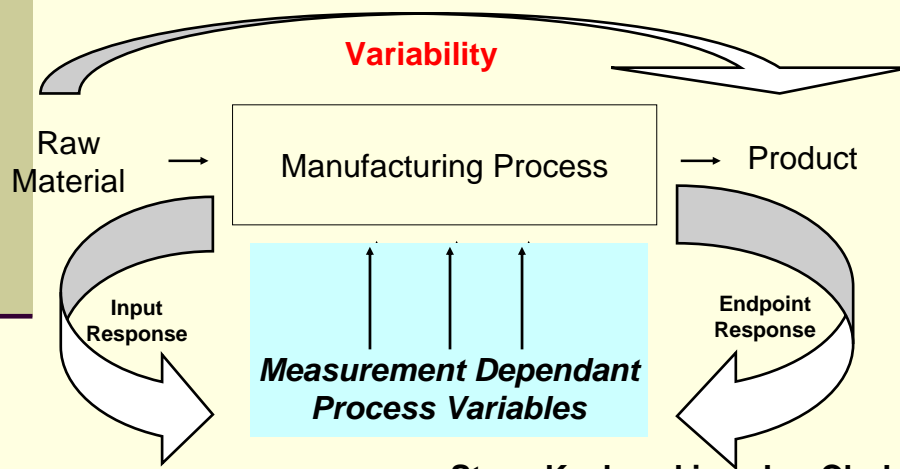 Variability
Raw
Material
Manufacturing Process
Product
Input
Response
Endpoint
Response
Measurement Dependant
Process Variables